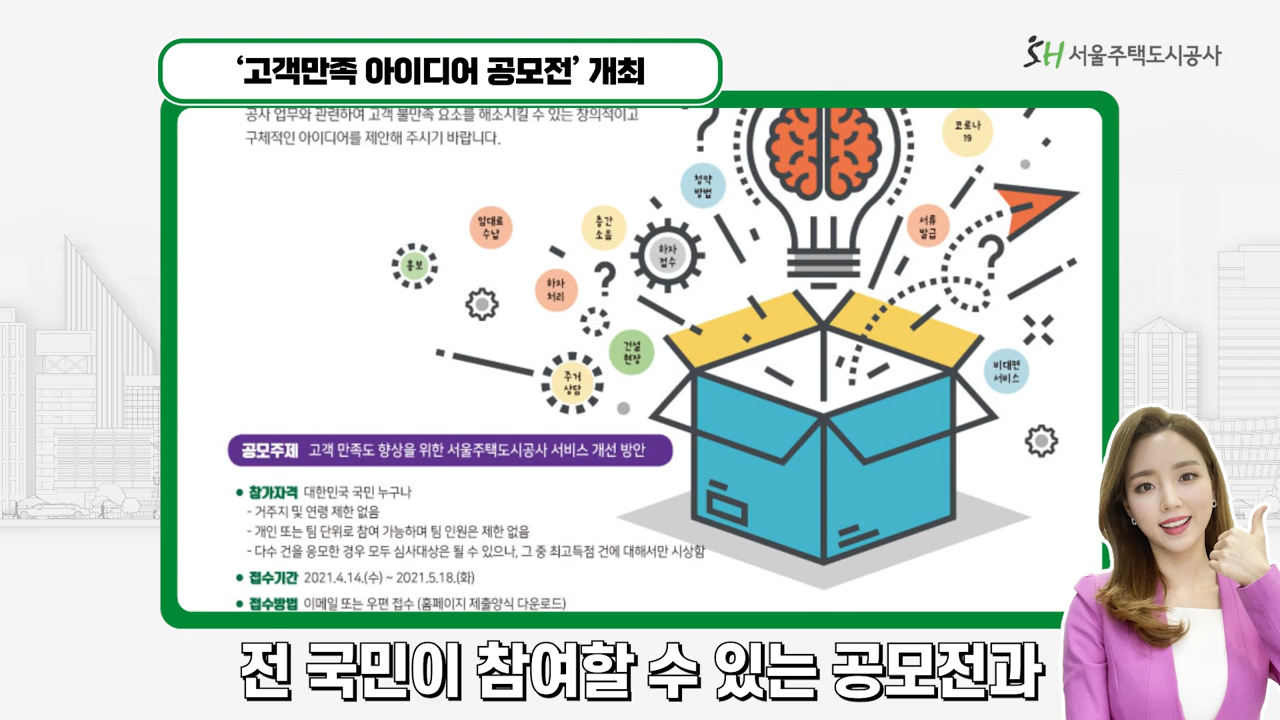 ‘고객만족 아이디어 공모전’ 개최
SH 서울주택도시공사
공사 업무와 관련하여 고객 불만족 요소를 해소시킬 수 있는 창의적이고
구체적인 아이디어를 제안해 주시기 바랍니다.
코로나
19
청약
방법
임대료
수납
층간
소음
서류
발급
하자
접수
홍보
하자
처리
건설
현장
비대면
서비스
주거
상담
공모주제 고객 만족도 향상을 위한 서울주택도시공사 서비스 개선 방안
• 참가자격 대한민국 국민 누구나
- 거주지 및 연령 제한 없음
- 개인 또는 팀 단위로 참여 가능하며 팀 인원은 제한 없음
- 다수 건을 응모한 경우 모두 심사대상은 될 수 있으나, 그 중 최고득점 건에 대해서만 시상함
• 접수기간 2021.4.14.(수) ~ 2021.5.18.(화)
• 접수방법 이메일 또는 우편 접수 (홈페이지 제출양식 다운로드)
전 국민이 참여할 수 있는 공모전과